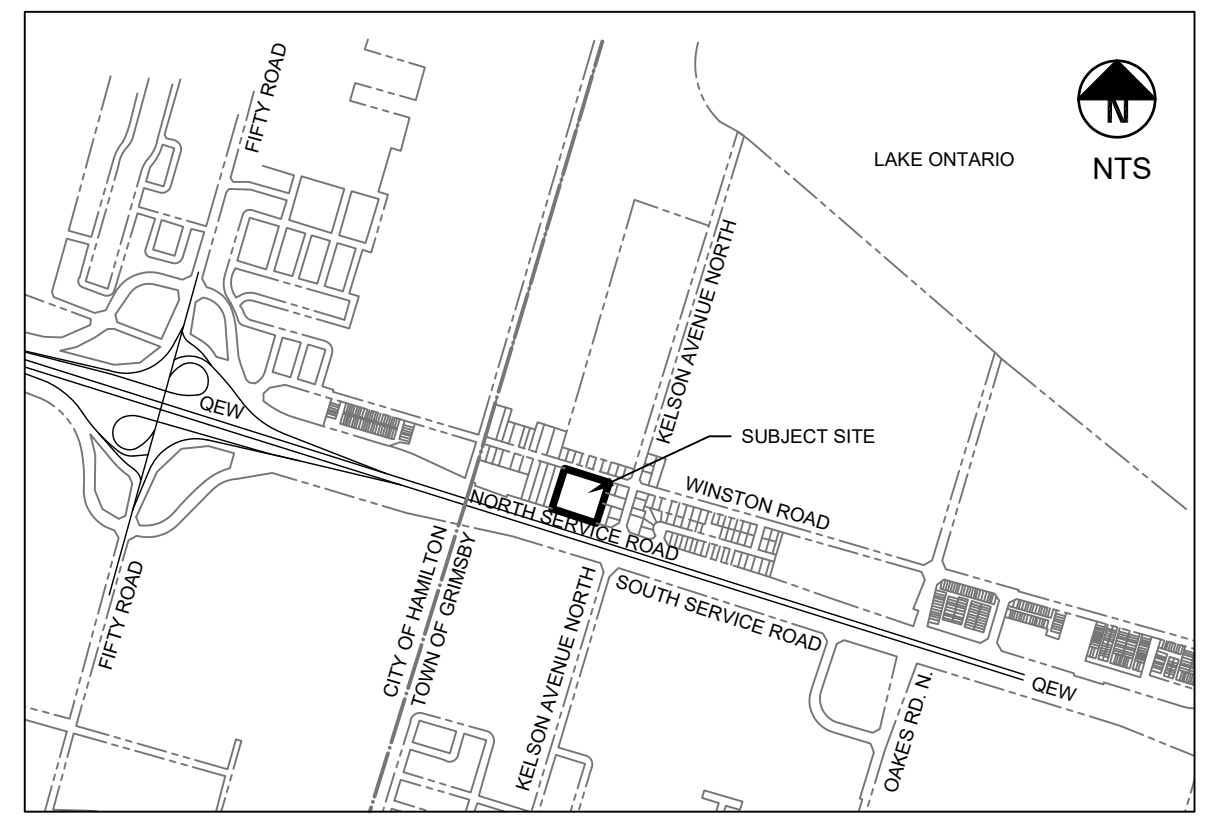 FIFTY ROAD
LAKE ONTARIO
N
NTS
KELSON AVENUE NORTH
QEW
SUBJECT SITE
WINSTON ROAD
NORTH SERVICE ROAD
SOUTH SERVICE ROAD
CITY OF HAMILTON
TOWN OF GRIMSBY
FIFTY ROAD
KELSON AVENUE NORTH
OAKES RD. N.
QEW